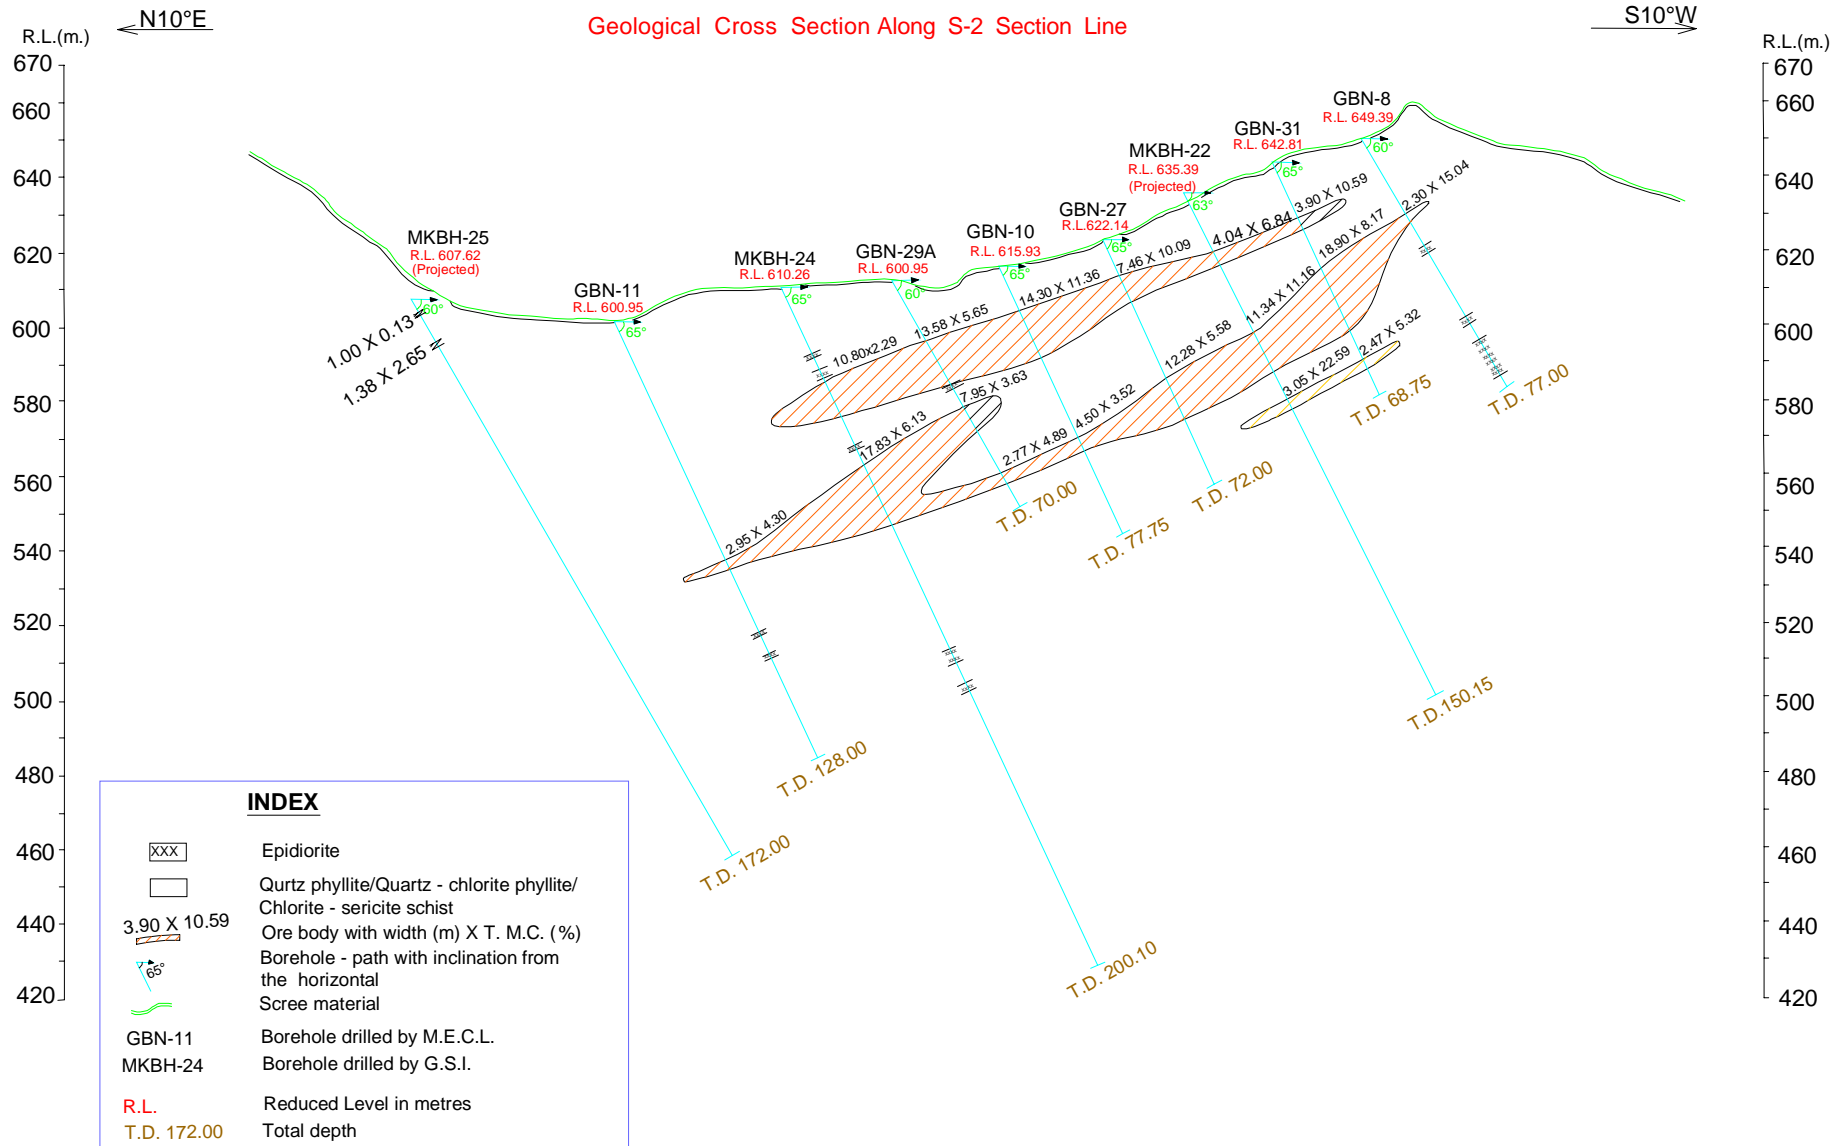 N10°E
Geological Cross Section Along S-2 Section Line
S10°W
R.L.(m.)
R.L.(m.)
670
660
640
620
600
580
560
540
520
500
480
460
440
420
670
660
640
620
600
580
560
540
520
500
480
460
440
420
MKBH-25
R.L. 607.62
(Projected)
60°
1.00 X 0.13
1.38 X 2.65
T.D. 172.00
GBN-11
R.L. 600.95
65°
2.95 X 4.30
T.D. 128.00
MKBH-24
R.L. 610.26
65°
10.80x2.29
17.83 X 6.13
T.D. 200.10
GBN-29A
R.L. 600.95
60°
13.58 X 5.65
7.95 X 3.63
2.77 X 4.89
T.D. 70.00
GBN-10
R.L. 615.93
65°
14.30 X 11.36
4.50 X 3.52
T.D. 77.75
GBN-27
R.L.622.14
65°
7.46 X 10.09
12.28 X 5.58
T.D. 72.00
MKBH-22
R.L. 635.39
(Projected)
63°
4.04 X 6.84
11.34 X 11.16
3.05 X 22.59
T.D.150.15
GBN-31
R.L. 642.81
65°
3.90 X 10.59
18.90 X 8.17
2.47 X 5.32
T.D. 68.75
GBN-8
R.L. 649.39
60°
2.30 X 15.04
T.D. 77.00
INDEX
XXX Epidiorite
Qurtz phyllite/Quartz - chlorite phyllite/
Chlorite - sericite schist
3.90 X 10.59
Ore body with width (m) X T. M.C. (%)
65° Borehole - path with inclination from
the horizontal
Scree material
GBN-11 Borehole drilled by M.E.C.L.
MKBH-24 Borehole drilled by G.S.I.
R.L. Reduced Level in metres
T.D. 172.00 Total depth